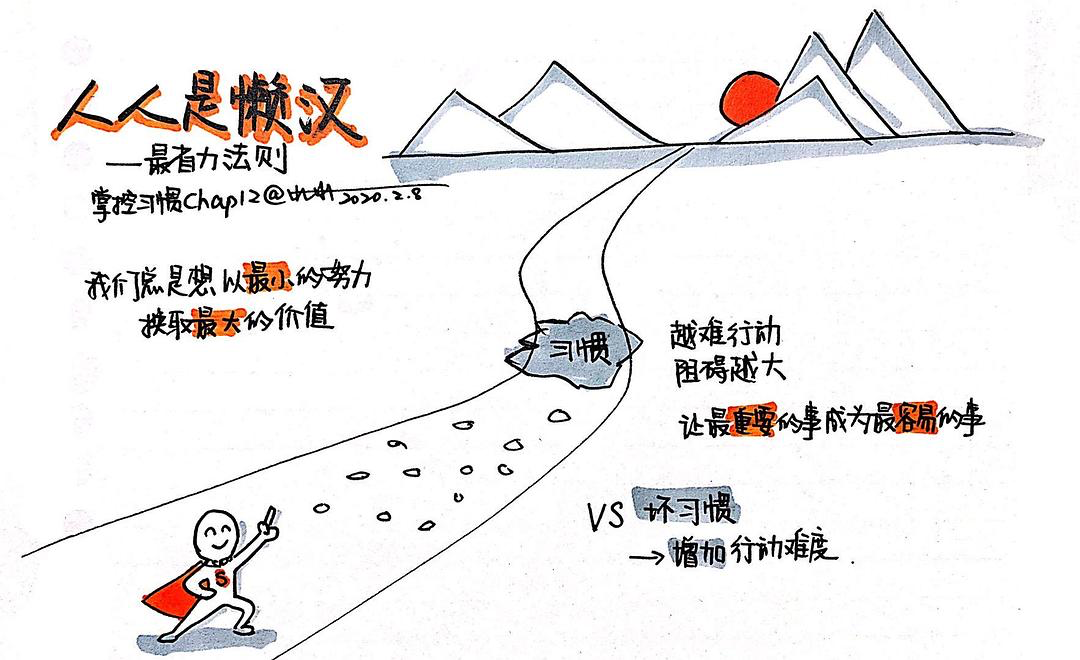 人人是懒汉
—最省力法则
掌控习惯Chap12@ 2020.2.8
我们总是想以最小的努力
换取最大的价值
习惯
越难行动
阻碍越大
让最重要的事成为最容易的事
VS 坏习惯
→增加行动难度
S